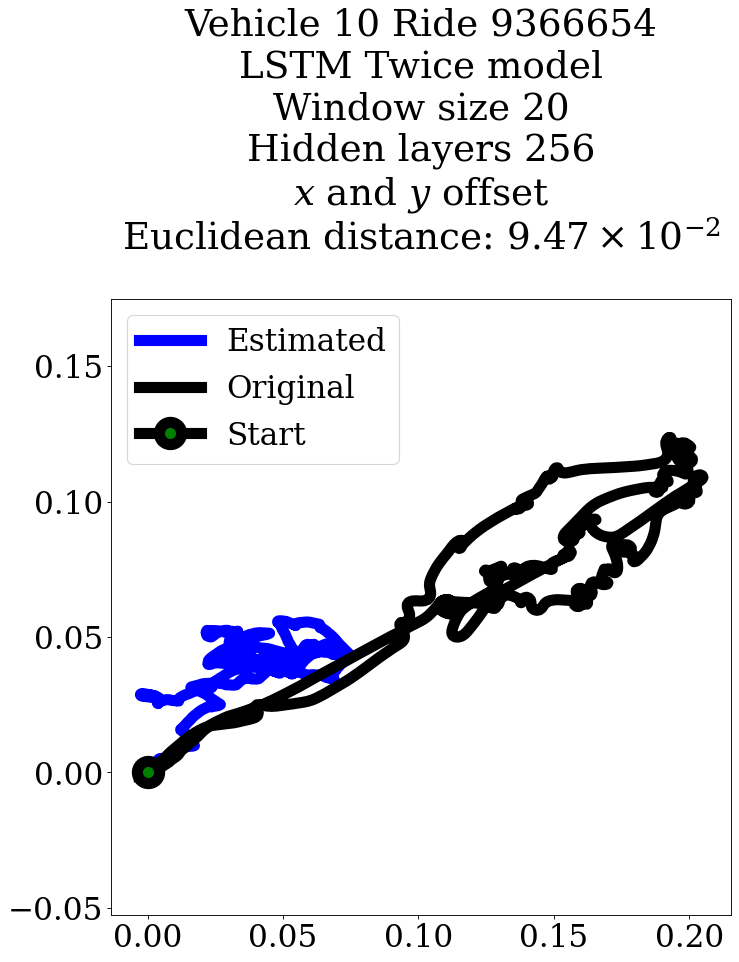 Vehicle 10 Ride 9366654
LSTM Twice model
Window size 20
Hidden layers 256
x and y offset
Euclidean distance: 9.47 × 10⁻²
Estimated
Original
Start
0.15
0.10
0.05
0.00
−0.05
0.00 0.05 0.10 0.15 0.20